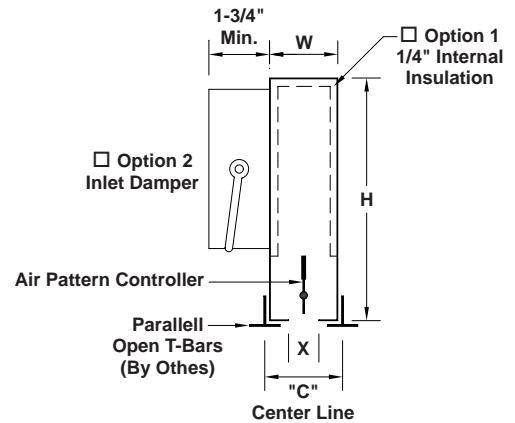 1-3/4"
Min.
W
☐ Option 1
1/4" Internal
Insulation
☐ Option 2
Inlet Damper
H
Air Pattern Controller
Parallell
Open T-Bars
(By Othes)
X
"C"
Center Line